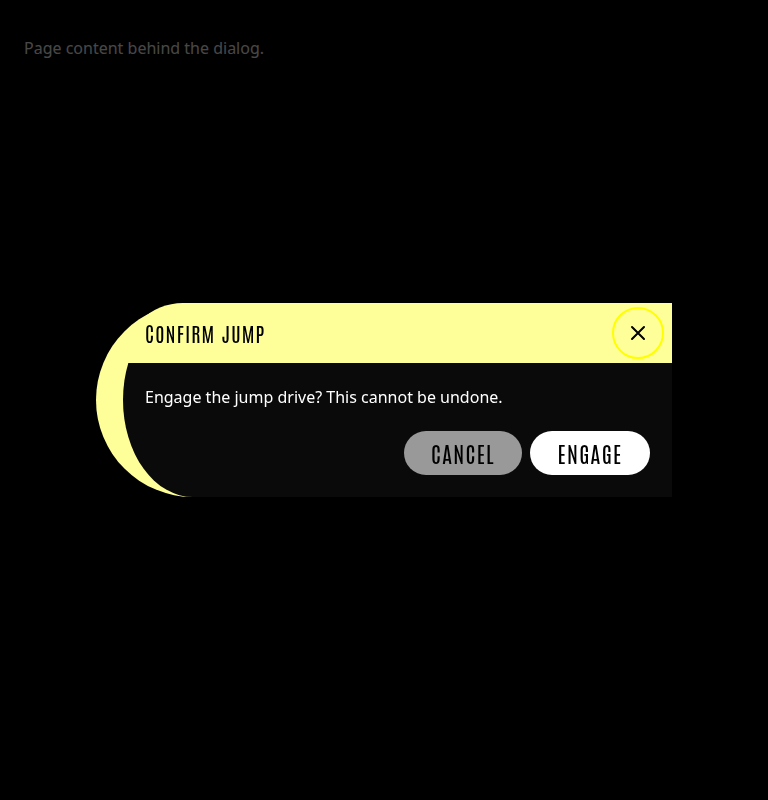 Page content behind the dialog.
Confirm jump
Engage the jump drive? This cannot be undone.
CANCEL
ENGAGE